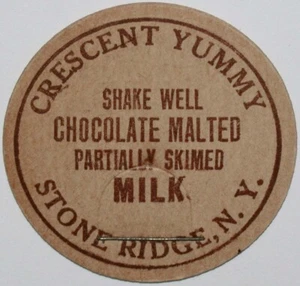 CRESCENT YUMMY
SHAKE WELL
CHOCOLATE MALTED
PARTIALLY SKIMED
MILK
STONE RIDGE, N. Y.